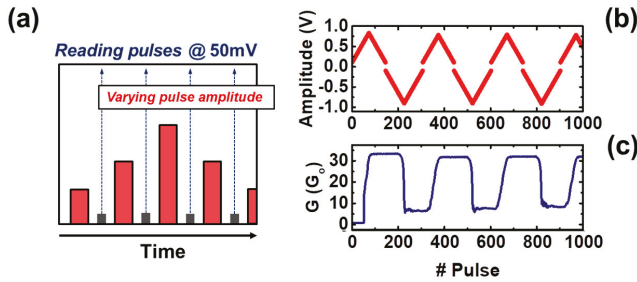 (a)
Reading pulses @ 50mV
Varying pulse amplitude
Time
(b)
Amplitude (V)
1.0
0.5
0.0
-0.5
-1.0
0 200 400 600 800 1000
(c)
G (G₀)
30
20
10
0
0 200 400 600 800 1000
# Pulse